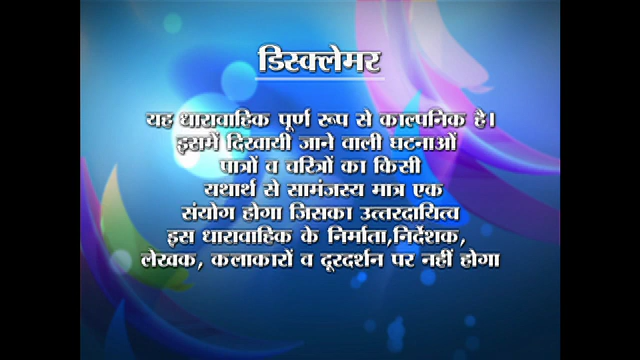 डिस्क्लेमर
यह धारावाहिक पूर्ण रूप से काल्पनिक है।
इसमें दिखायी जाने वाली घटनाओं
पात्रों व चरित्रों का किसी
यथार्थ से सामंजस्य मात्र एक
संयोग होगा जिसका उत्तरदायित्व
इस धारावाहिक के निर्माता,निर्देशक,
लेखक, कलाकारों व दूरदर्शन पर नहीं होगा